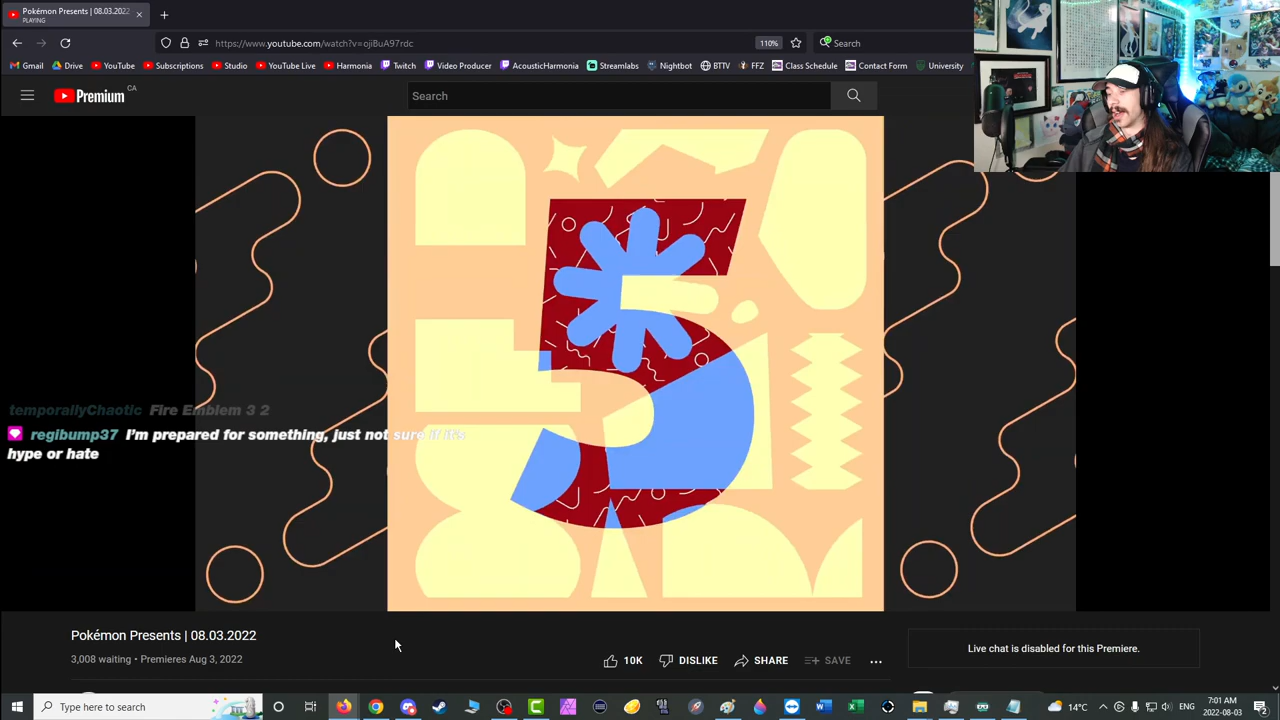 Pokémon Presents | 08.03.2022
PLAYING
https://www.youtube.com/watch?v=ojiBuA97rdc
110%
Search
Gmail Drive YouTube Subscriptions Studio YouTube Live Harmonia Twitch Video Producer AcousticHarmonia Streamlabs Nightbot BTTV FFZ Class Schedule Contact Form University
Premium CA
Search
5
temporallyChaotic Fire Emblem 3 2
regibump37 I'm prepared for something, just not sure if it's
hype or hate
Pokémon Presents | 08.03.2022
3,008 waiting • Premieres Aug 3, 2022
10K DISLIKE SHARE SAVE
Live chat is disabled for this Premiere.
Type here to search
14°C
ENG
7:01 AM
2022-08-03
2